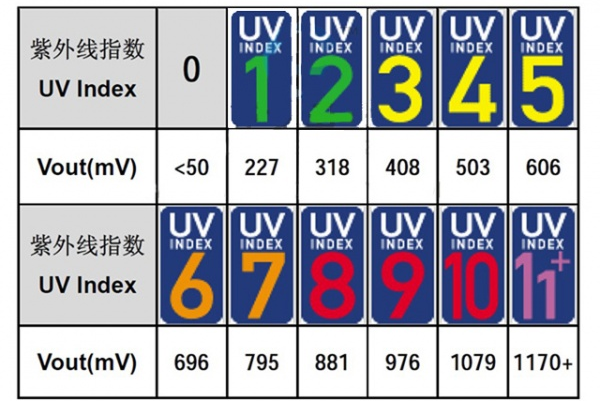 紫外线指数
UV Index
0
UV
INDEX
1
UV
INDEX
2
UV
INDEX
3
UV
INDEX
4
UV
INDEX
5
Vout(mV) <50 227 318 408 503 606
紫外线指数
UV Index
UV
INDEX
6
UV
INDEX
7
UV
INDEX
8
UV
INDEX
9
UV
INDEX
10
UV
INDEX
11+
Vout(mV) 696 795 881 976 1079 1170+